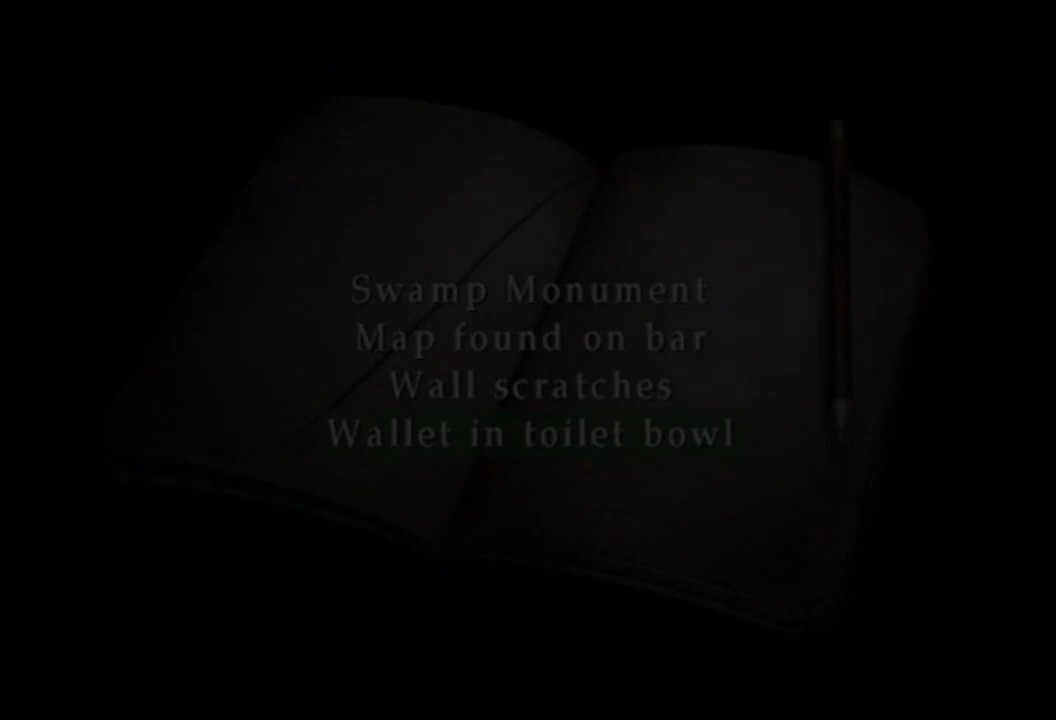 Swamp Monument
Map found on bar
Wall scratches
Wallet in toilet bowl